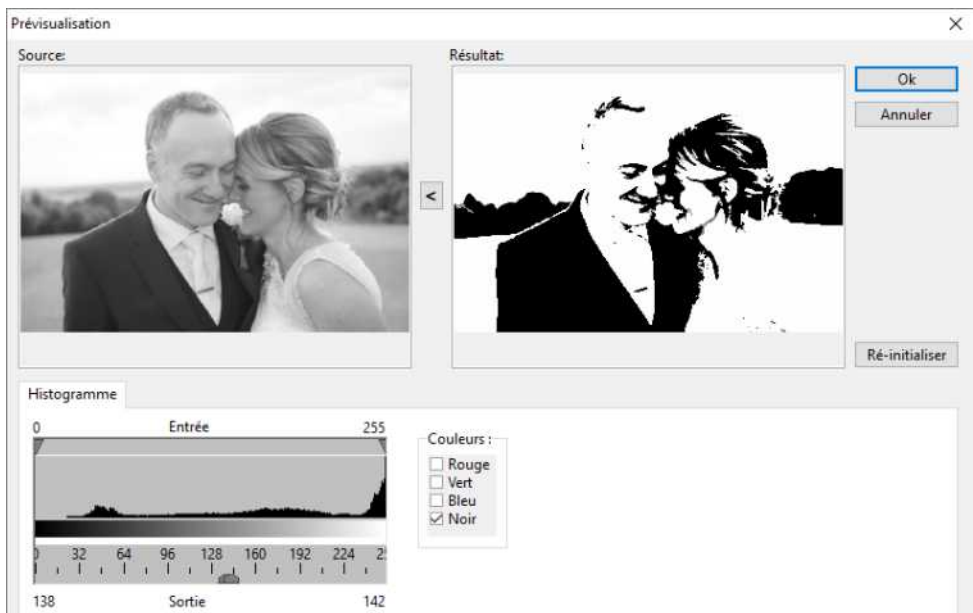 Prévisualisation
Source:
Résultat:
Ok
Annuler
<
Ré-initialiser
Histogramme
0 Entrée 255
Couleurs :
Rouge
Vert
Bleu
Noir
32 64 96 128 160 192 224
138 Sortie 142